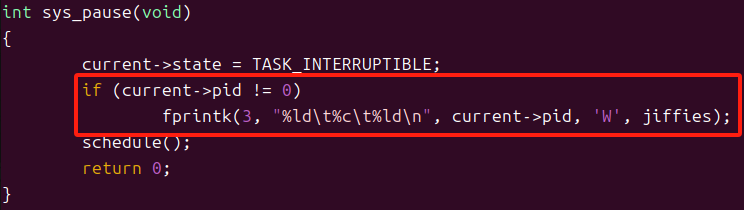 int sys_pause(void)
{
        current->state = TASK_INTERRUPTIBLE;
        if (current->pid != 0)
                fprintk(3, "%ld\t%c\t%ld\n", current->pid, 'W', jiffies);
        schedule();
        return 0;
}